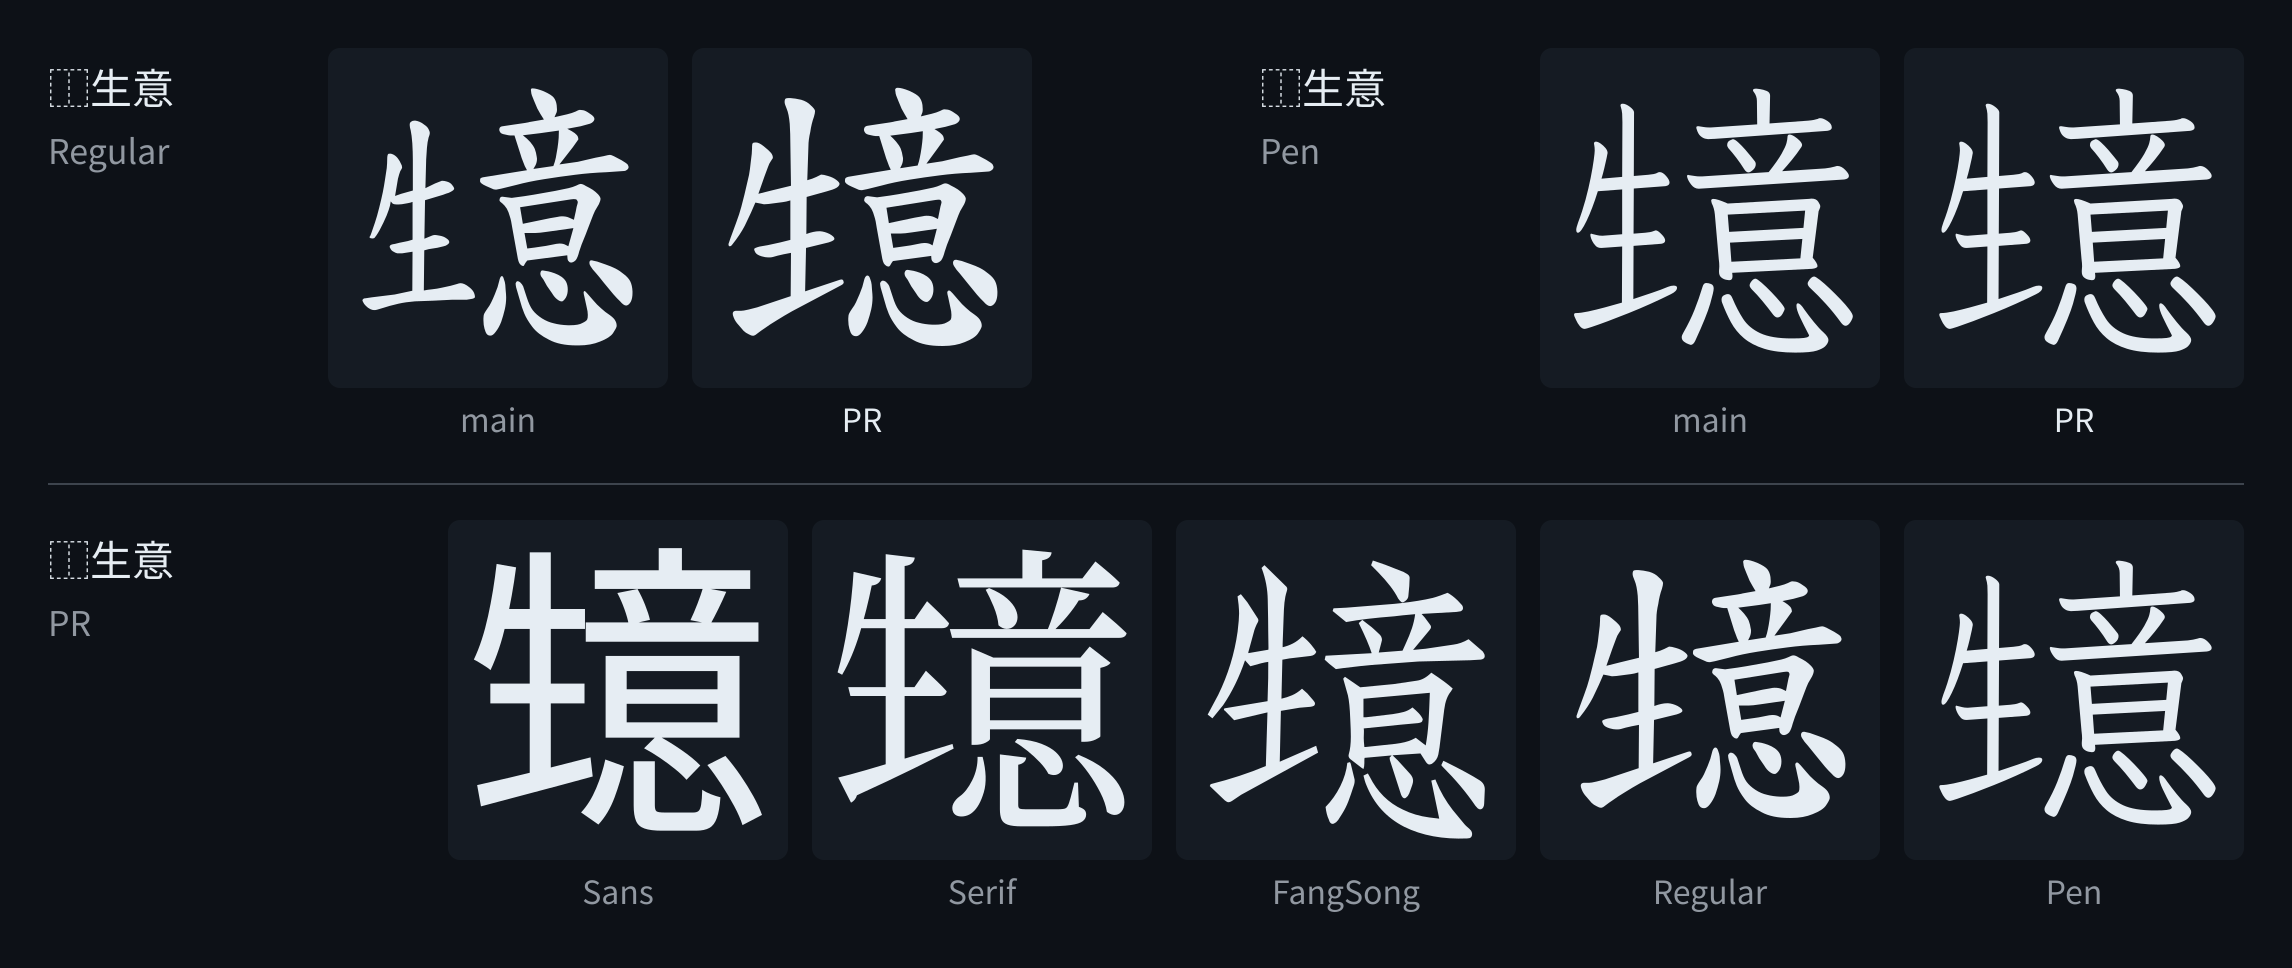 ⿰生意
Regular
main
PR
⿰生意
Pen
main
PR
⿰生意
PR
Sans
Serif
FangSong
Regular
Pen